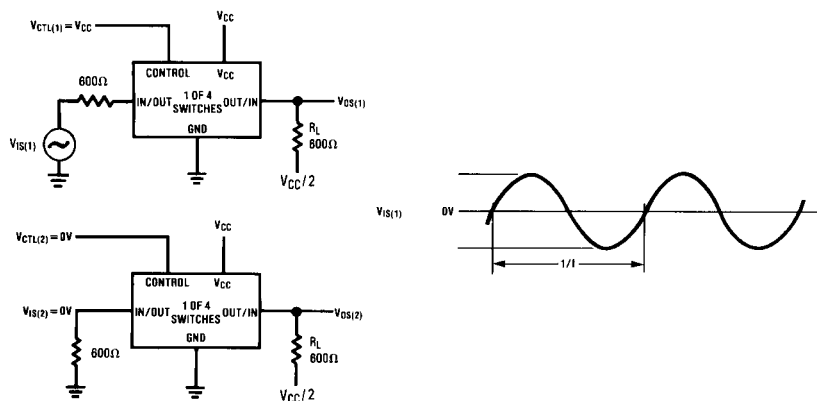 VCTL(1) = VCC
VCC
CONTROL
VCC
600Ω
IN/OUT
1 OF 4
SWITCHES
OUT/IN
VOS(1)
GND
VIS(1)
RL
600Ω
VCC/2
VIS(1)
0V
1/f
VCTL(2) = 0V
VCC
CONTROL
VCC
VIS(2) = 0V
IN/OUT
1 OF 4
SWITCHES
OUT/IN
VOS(2)
GND
600Ω
RL
600Ω
VCC/2